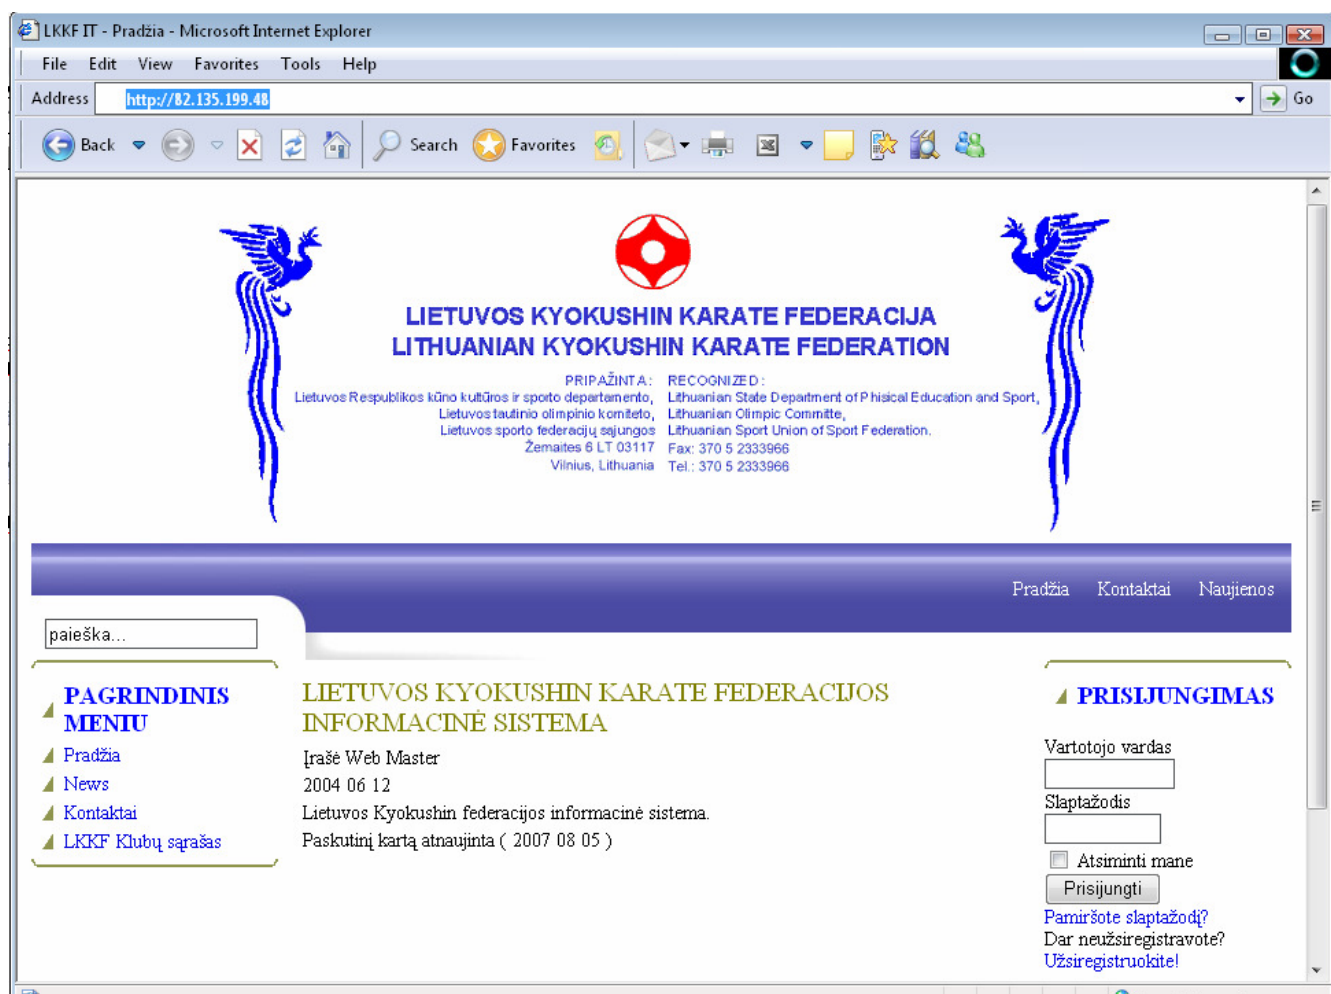 LKKF IT - Pradžia - Microsoft Internet Explorer
File Edit View Favorites Tools Help
Address http://82.135.199.48 Go
Back Search Favorites
LIETUVOS KYOKUSHIN KARATE FEDERACIJA
LITHUANIAN KYOKUSHIN KARATE FEDERATION
PRIPAŽINTA: RECOGNIZED:
Lietuvos Respublikos kūno kultūros ir sporto departamento, Lithuanian State Department of Phisical Education and Sport,
Lietuvos tautinio olimpinio komiteto, Lithuanian Olimpic Committe,
Lietuvos sporto federacijų sąjungos Lithuanian Sport Union of Sport Federation.
Žemaites 6 LT 03117 Fax: 370 5 2333966
Vilnius, Lithuania Tel.: 370 5 2333966
Pradžia Kontaktai Naujienos
paieška...
PAGRINDINIS
MENIU
Pradžia
News
Kontaktai
LKKF Klubų sąrašas
LIETUVOS KYOKUSHIN KARATE FEDERACIJOS
INFORMACINĖ SISTEMA
Įrašė Web Master
2004 06 12
Lietuvos Kyokushin federacijos informacinė sistema.
Paskutinį kartą atnaujinta ( 2007 08 05 )
PRISIJUNGIMAS
Vartotojo vardas
Slaptažodis
Atsiminti mane
Prisijungti
Pamiršote slaptažodį?
Dar neužsiregistravote?
Užsiregistruokite!